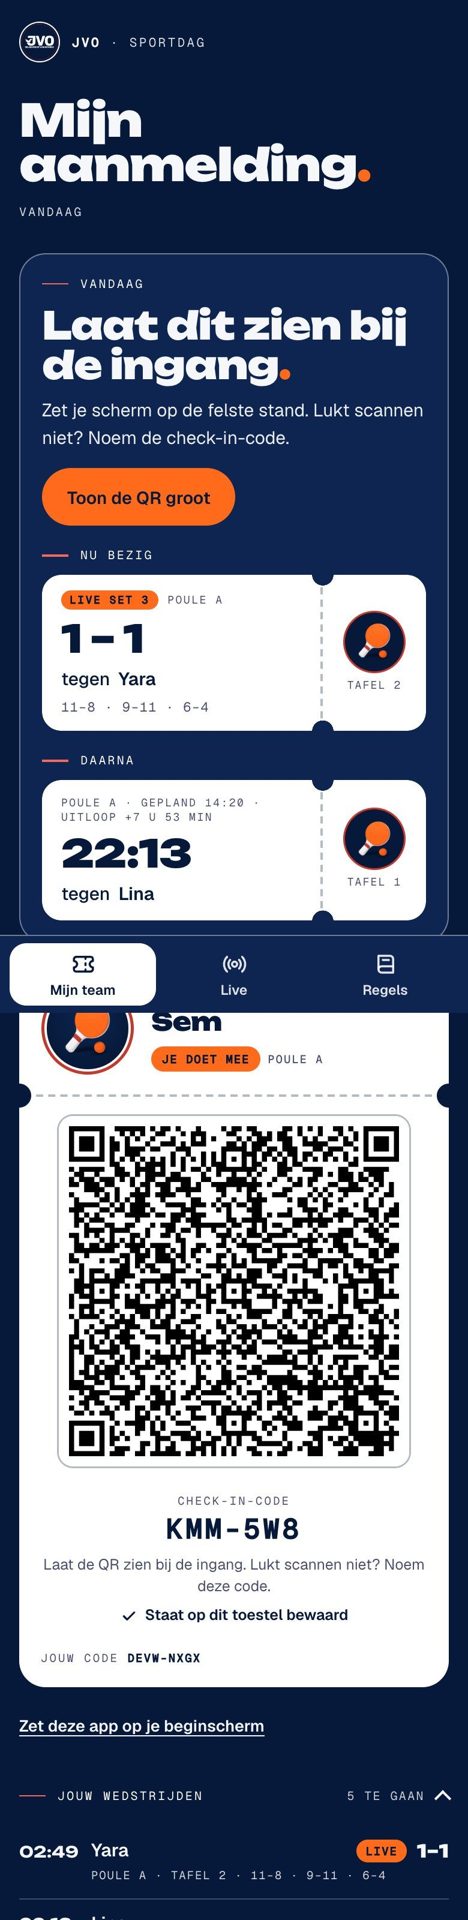 JVO
JVO · SPORTDAG
Mijn
aanmelding.
VANDAAG
VANDAAG
Laat dit zien bij
de ingang.
Zet je scherm op de felste stand. Lukt scannen
niet? Noem de check-in-code.
Toon de QR groot
NU BEZIG
LIVE SET 3 POULE A
1–1
tegen Yara
11–8 · 9–11 · 6–4
TAFEL 2
DAARNA
POULE A · GEPLAND 14:20 ·
UITLOOP +7 U 53 MIN
22:13
tegen Lina
TAFEL 1
Mijn team
Live
Regels
Sem
JE DOET MEE POULE A
CHECK-IN-CODE
KMM-5W8
Laat de QR zien bij de ingang. Lukt scannen niet? Noem
deze code.
Staat op dit toestel bewaard
JOUW CODE DEVW-NXGX
Zet deze app op je beginscherm
JOUW WEDSTRIJDEN 5 TE GAAN
02:49 Yara LIVE 1–1
POULE A · TAFEL 2 · 11–8 · 9–11 · 6–4